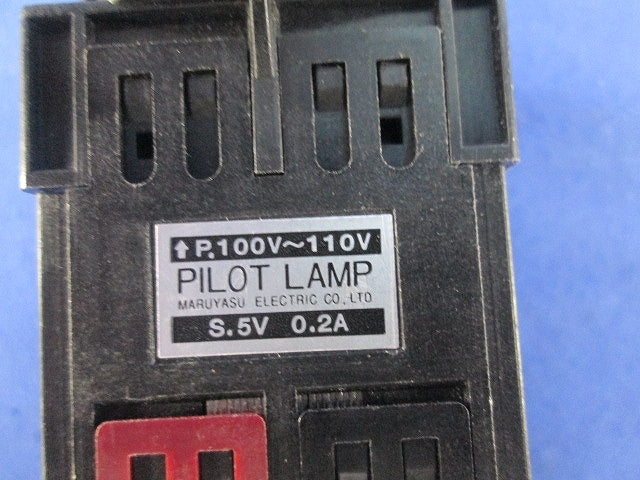 ↑P.100V~110V
PILOT LAMP
MARUYASU ELECTRIC CO.,LTD
S.5V 0.2A